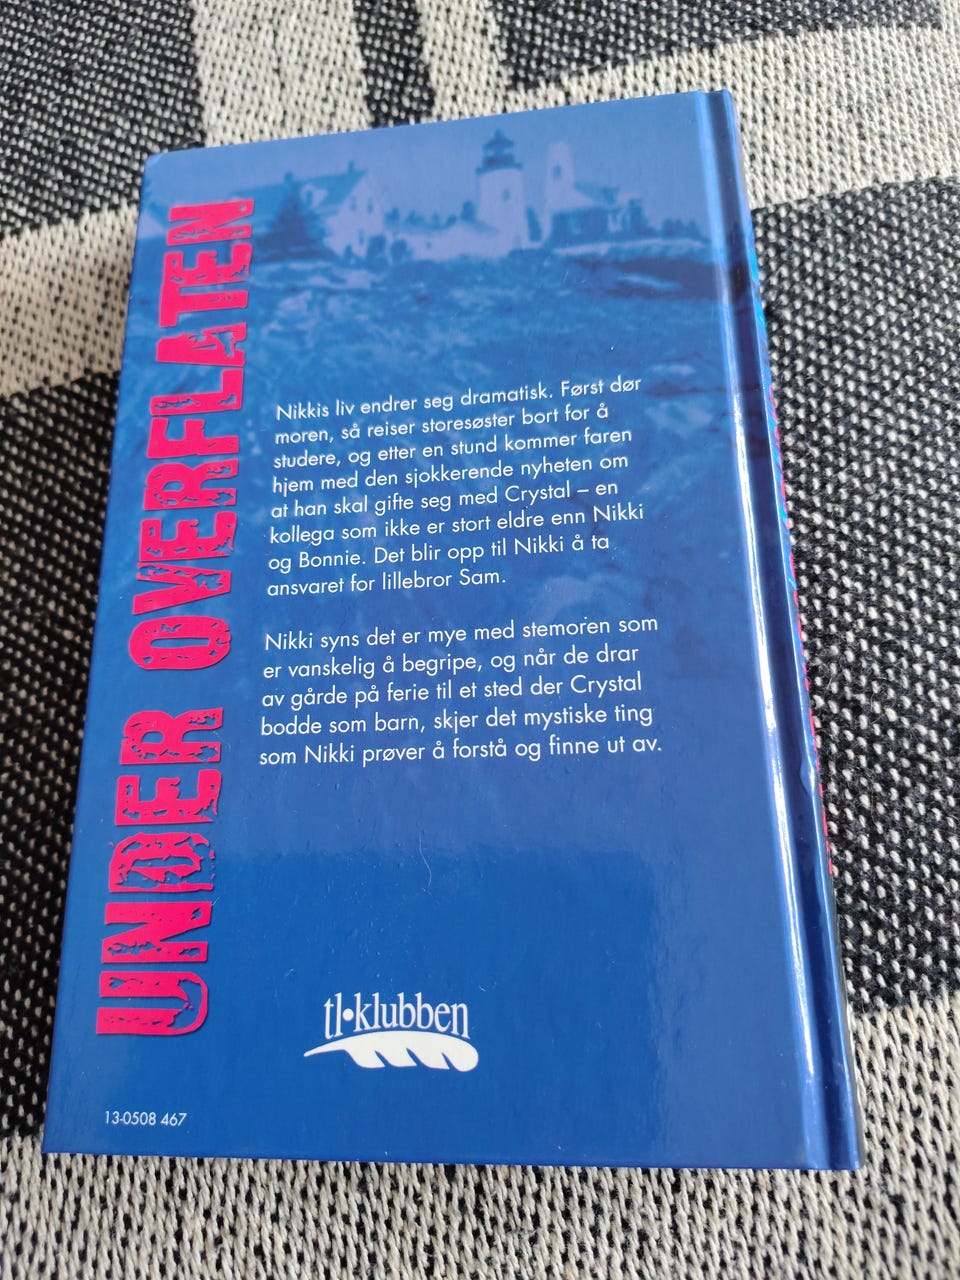 UNDER OVERFLATEN
Nikkis liv endrer seg dramatisk. Først dør
moren, så reiser storesøster bort for å
studere, og etter en stund kommer faren
hjem med den sjokkerende nyheten om
at han skal gifte seg med Crystal – en
kollega som ikke er stort eldre enn Nikki
og Bonnie. Det blir opp til Nikki å ta
ansvaret for lillebror Sam.
Nikki syns det er mye med stemoren som
er vanskelig å begripe, og når de drar
av gårde på ferie til et sted der Crystal
bodde som barn, skjer det mystiske ting
som Nikki prøver å forstå og finne ut av.
tl•klubben
13-0508 467